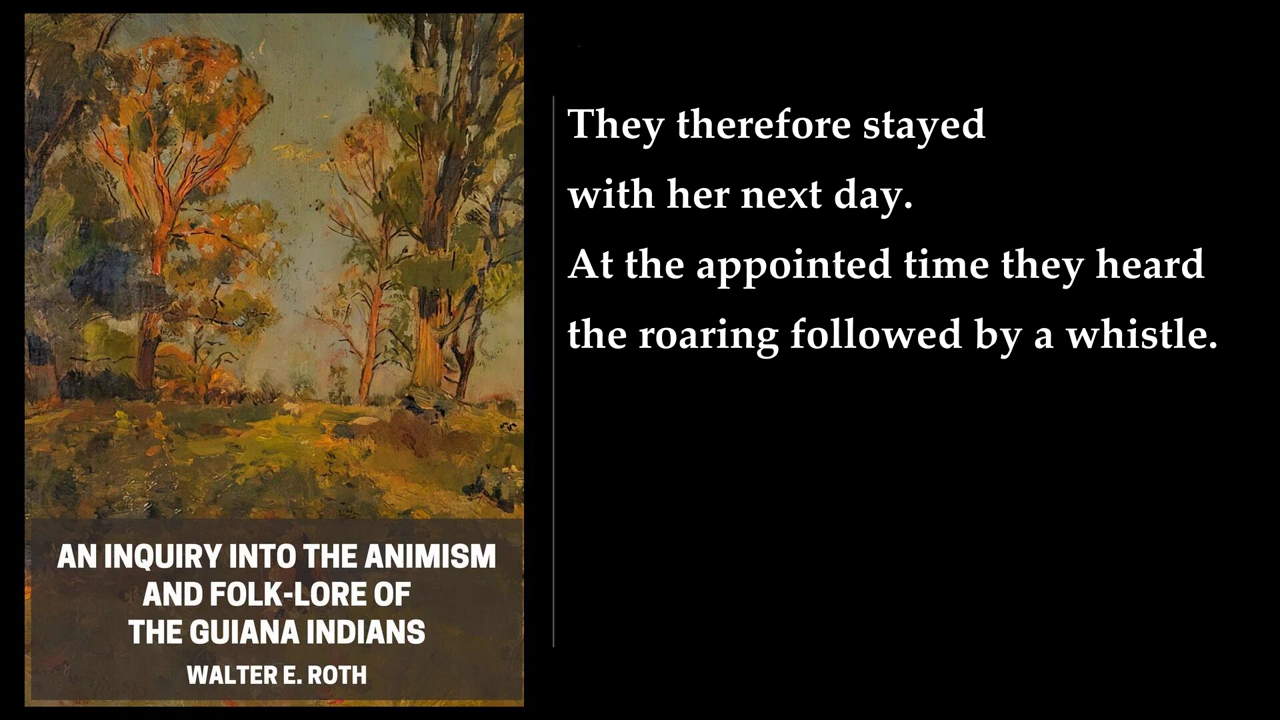 They therefore stayed
with her next day.
At the appointed time they heard
the roaring followed by a whistle.
AN INQUIRY INTO THE ANIMISM
AND FOLK-LORE OF
THE GUIANA INDIANS
WALTER E. ROTH